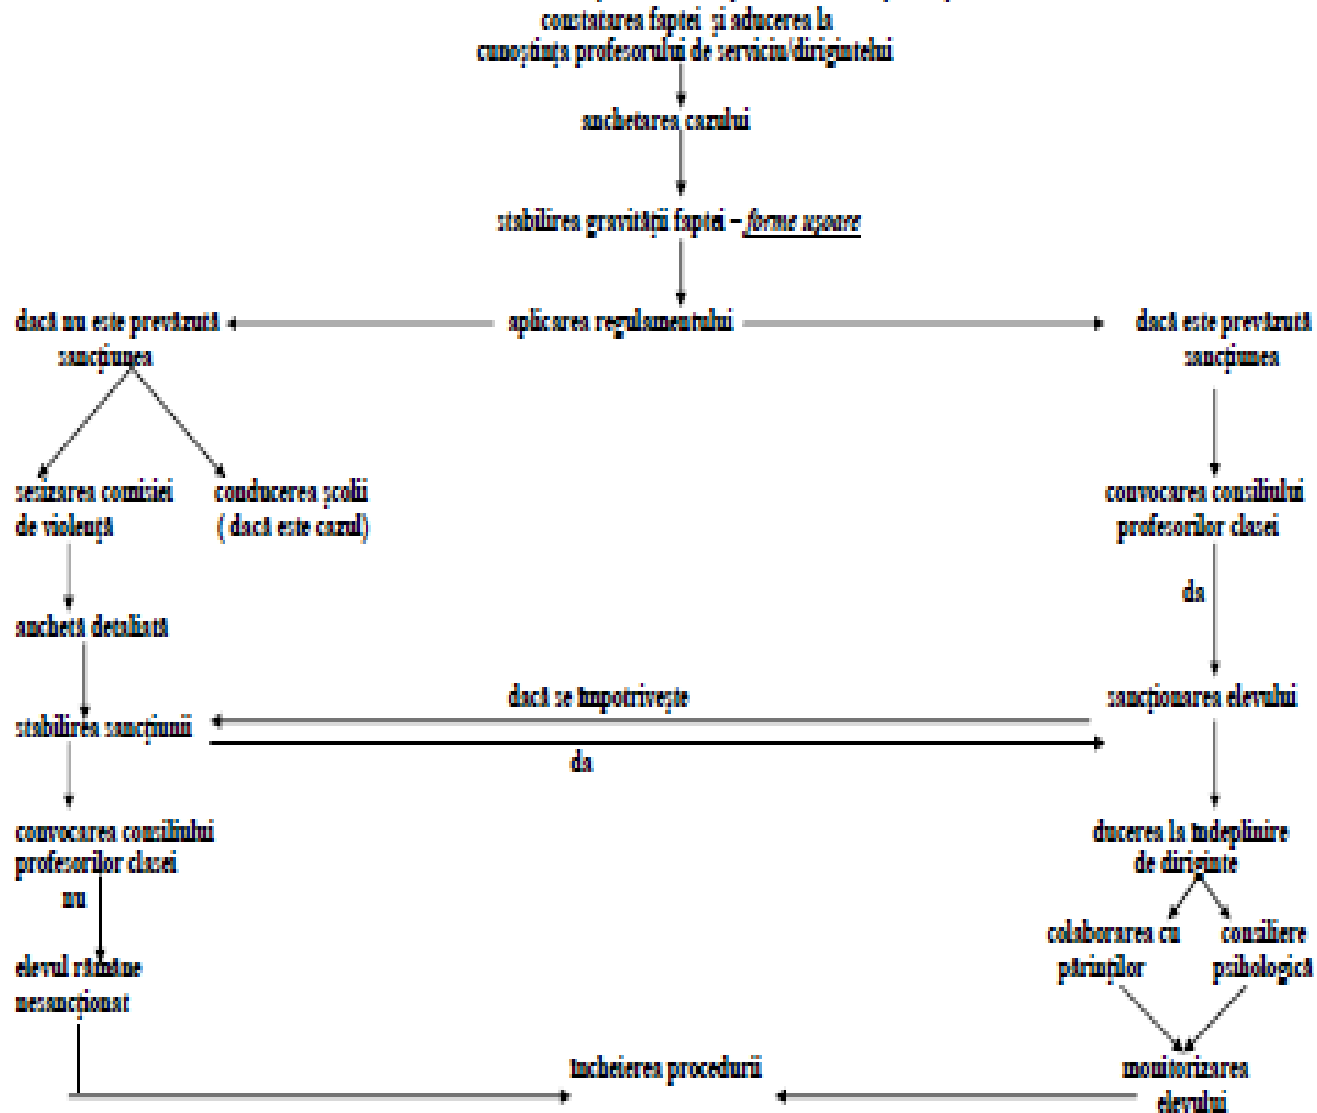 constatarea faptei și aducerea la
cunoștința profesorului de serviciu/dirigintelui
anchetarea cazului
stabilirea gravității faptei – forme ușoare
dacă nu este prevăzută
sancțiunea
aplicarea regulamentului
dacă este prevăzută
sancțiunea
sesizarea comisiei
de violență
conducerea școlii
( dacă este cazul)
convocarea consiliului
profesorilor clasei
da
anchetă detaliată
dacă se împotrivește
sancționarea elevului
stabilirea sancțiunii
da
convocarea consiliului
profesorilor clasei
nu
ducerea la îndeplinire
de diriginte
colaborarea cu
părinților
consiliere
psihologică
elevul rămâne
nesancționat
încheierea procedurii
monitorizarea
elevului